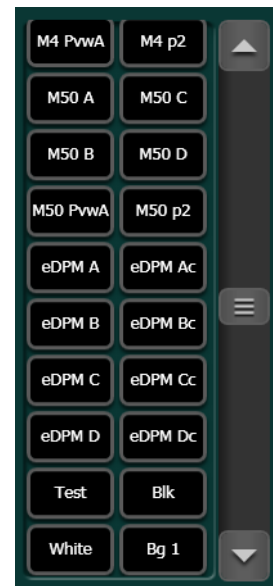 M4 PvwA M4 p2
M50 A M50 C
M50 B M50 D
M50 PvwA M50 p2
eDPM A eDPM Ac
eDPM B eDPM Bc
eDPM C eDPM Cc
eDPM D eDPM Dc
Test Blk
White Bg 1